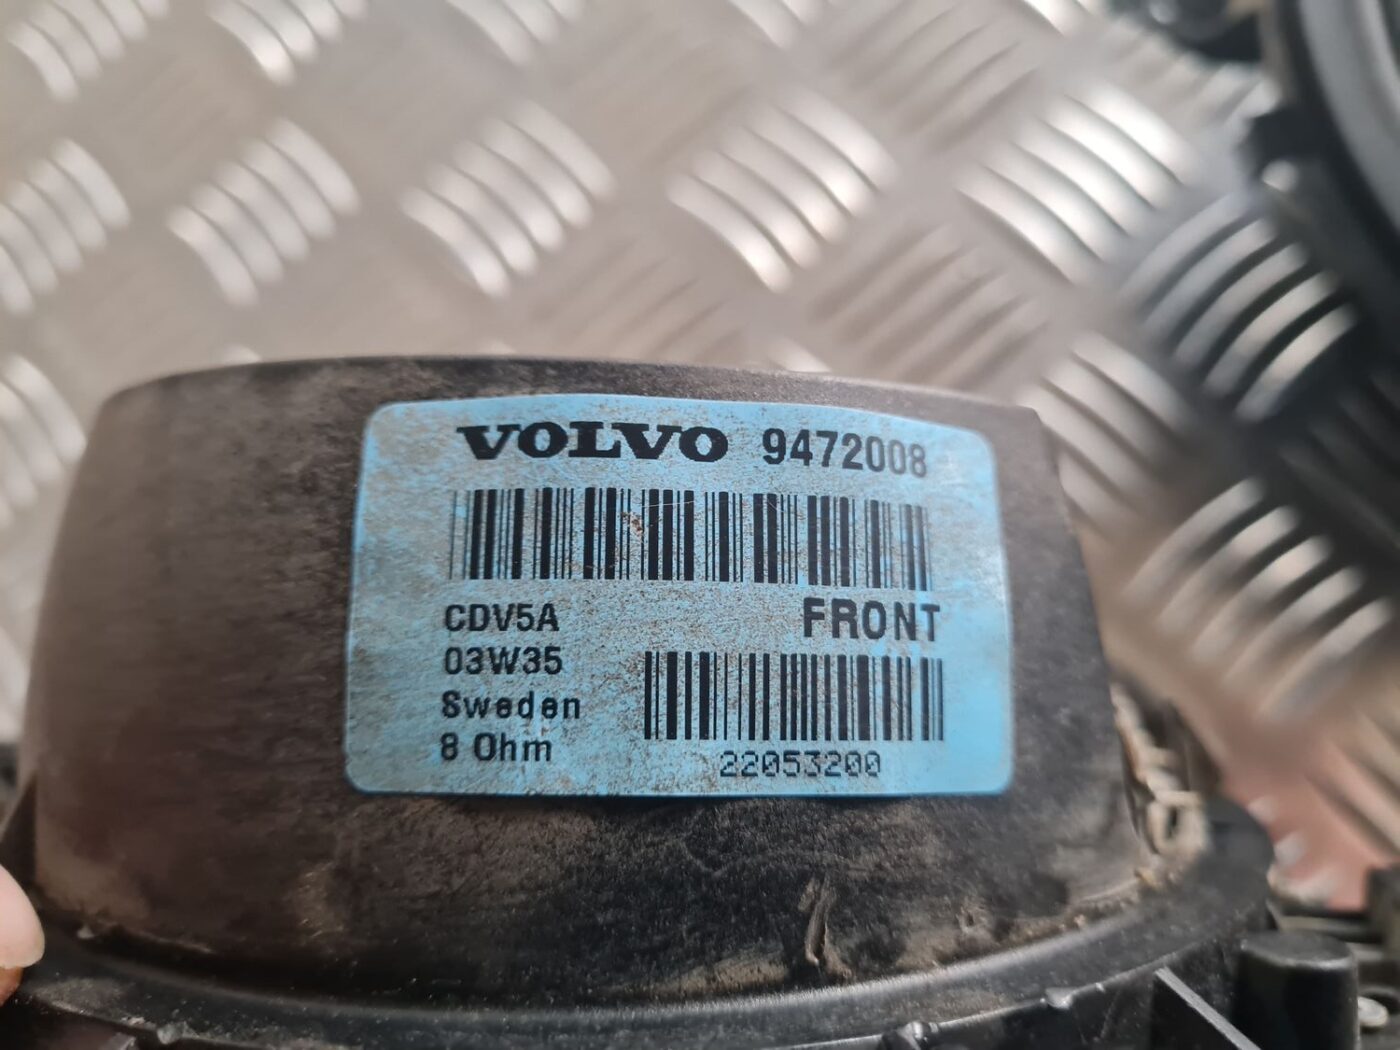 VOLVO 9472008
CDV5A FRONT
03W35
Sweden
8 Ohm
22053200